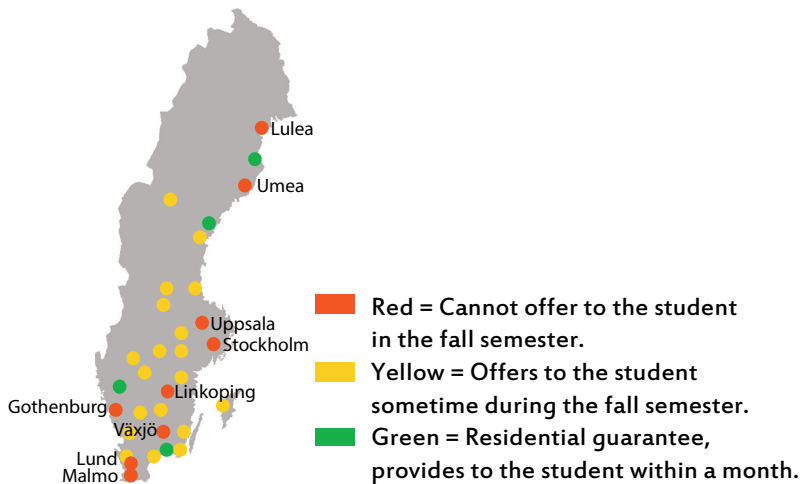 Lulea
Umea
Uppsala
Stockholm
Linkoping
Gothenburg
Växjö
Lund
Malmo
Red = Cannot offer to the student
in the fall semester.
Yellow = Offers to the student
sometime during the fall semester.
Green = Residential guarantee,
provides to the student within a month.